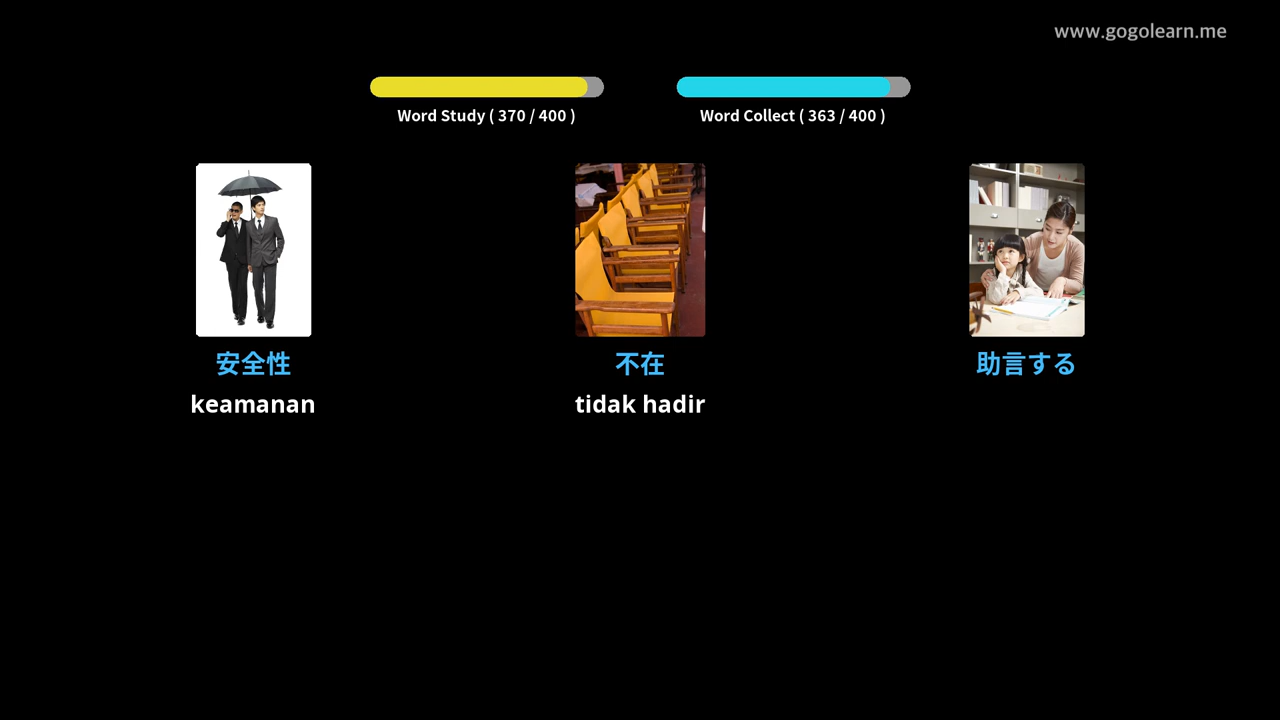 www.gogolearn.me
Word Study ( 370 / 400 )
Word Collect ( 363 / 400 )
安全性
不在
助言する
keamanan
tidak hadir